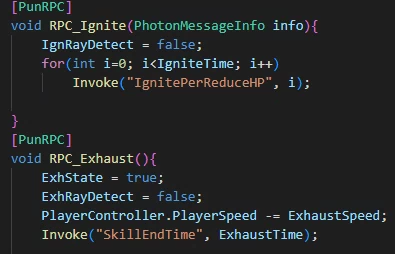 [PunRPC]
void RPC_Ignite(PhotonMessageInfo info){
IgnRayDetect = false;
for(int i=0; i<IgniteTime; i++)
Invoke("IgnitePerReduceHP", i);
}
[PunRPC]
void RPC_Exhaust(){
ExhState = true;
ExhRayDetect = false;
PlayerController.PlayerSpeed -= ExhaustSpeed;
Invoke("SkillEndTime", ExhaustTime);